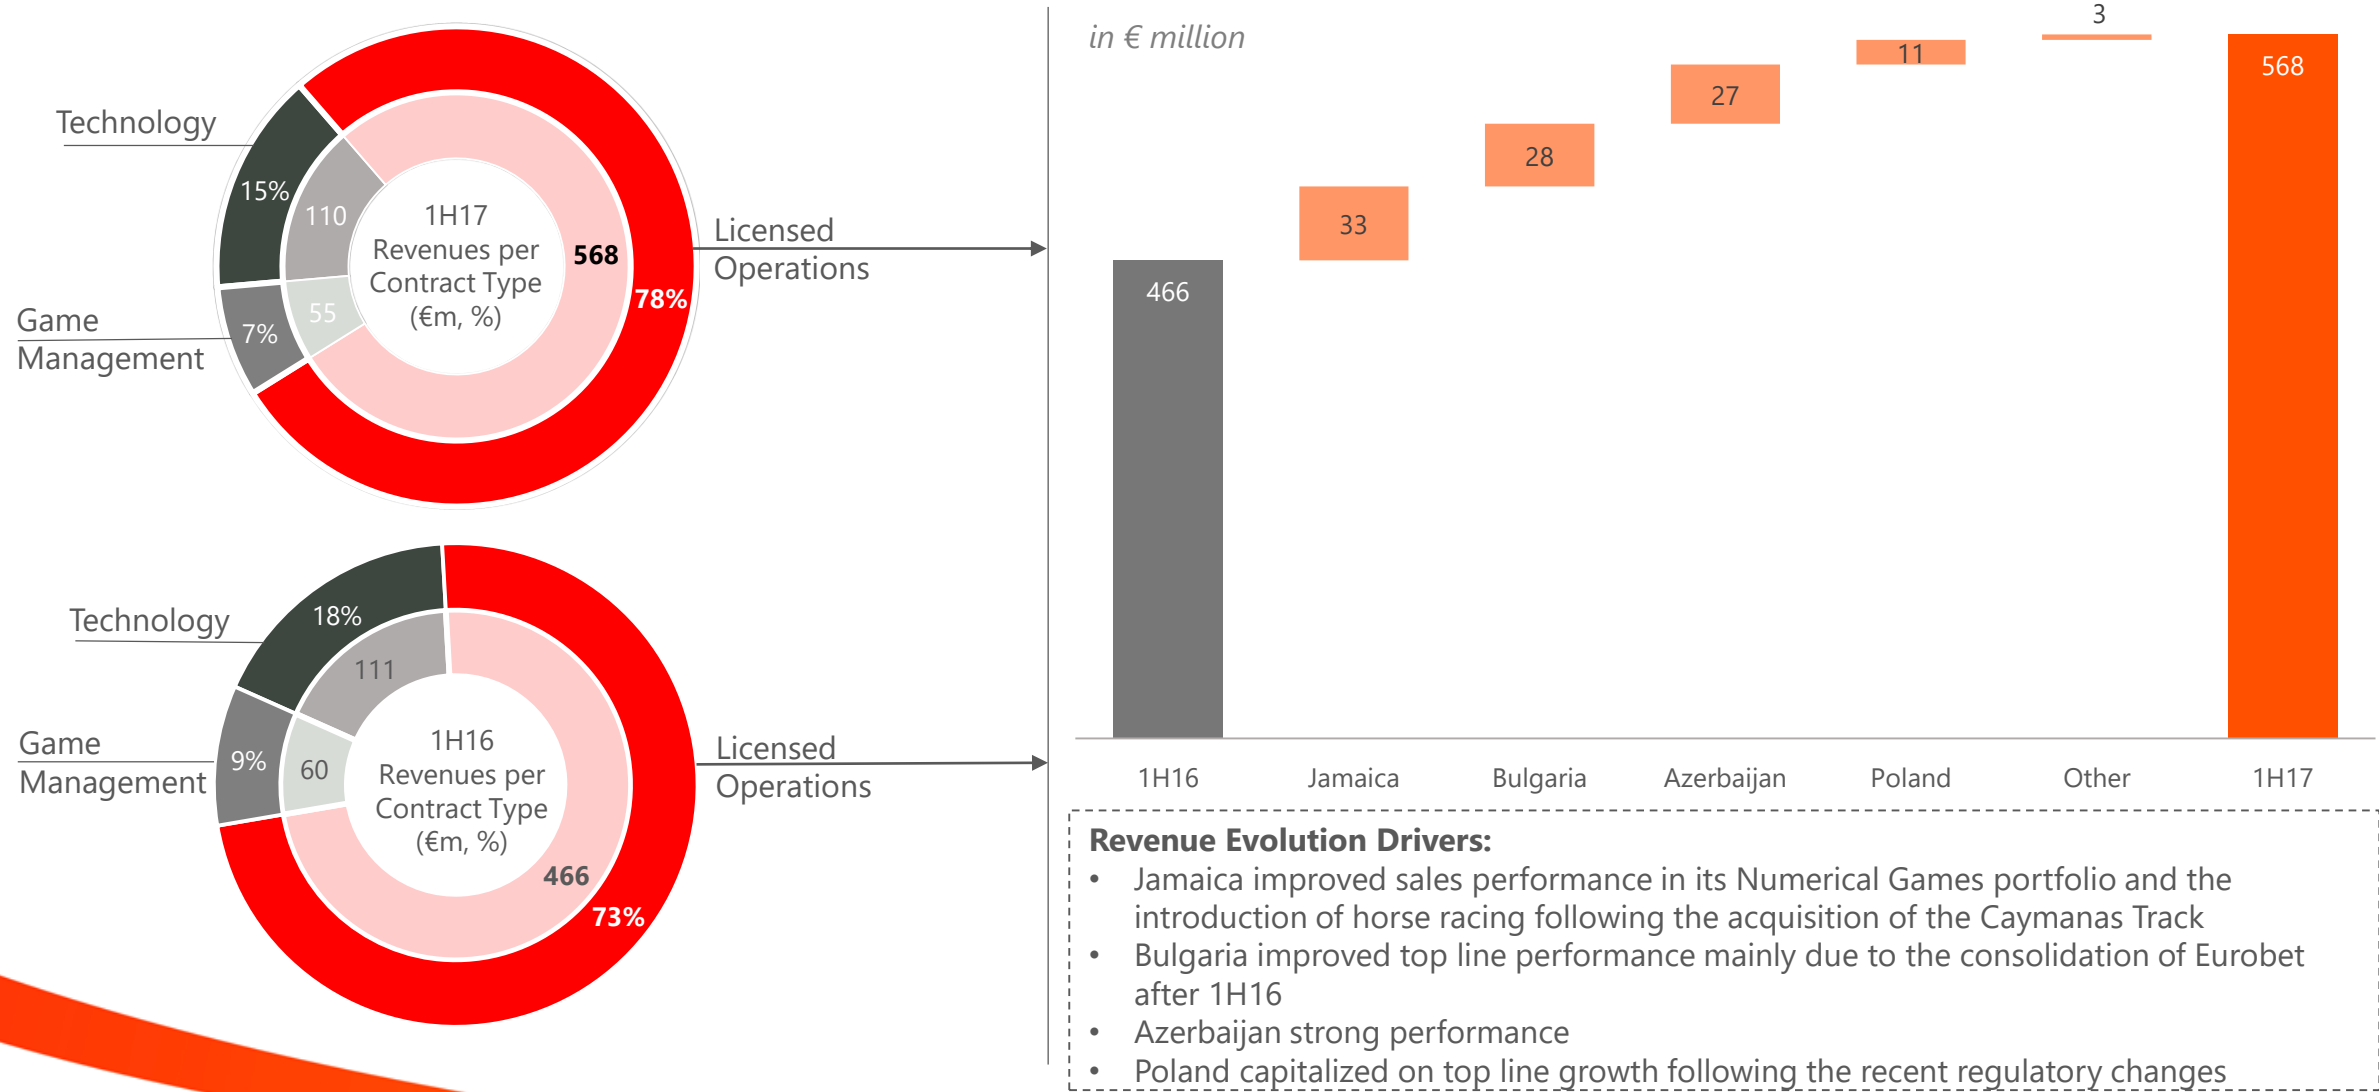 Technology
15%
110
1H17
Revenues per
Contract Type
(€m, %)
568
78%
Licensed
Operations
Game
Management
7%
55
Technology
18%
111
Game
Management
9%
60
1H16
Revenues per
Contract Type
(€m, %)
466
73%
Licensed
Operations
in € million
466
33
28
27
11
3
568
1H16 Jamaica Bulgaria Azerbaijan Poland Other 1H17
Revenue Evolution Drivers:
• Jamaica improved sales performance in its Numerical Games portfolio and the
introduction of horse racing following the acquisition of the Caymanas Track
• Bulgaria improved top line performance mainly due to the consolidation of Eurobet
after 1H16
• Azerbaijan strong performance
• Poland capitalized on top line growth following the recent regulatory changes